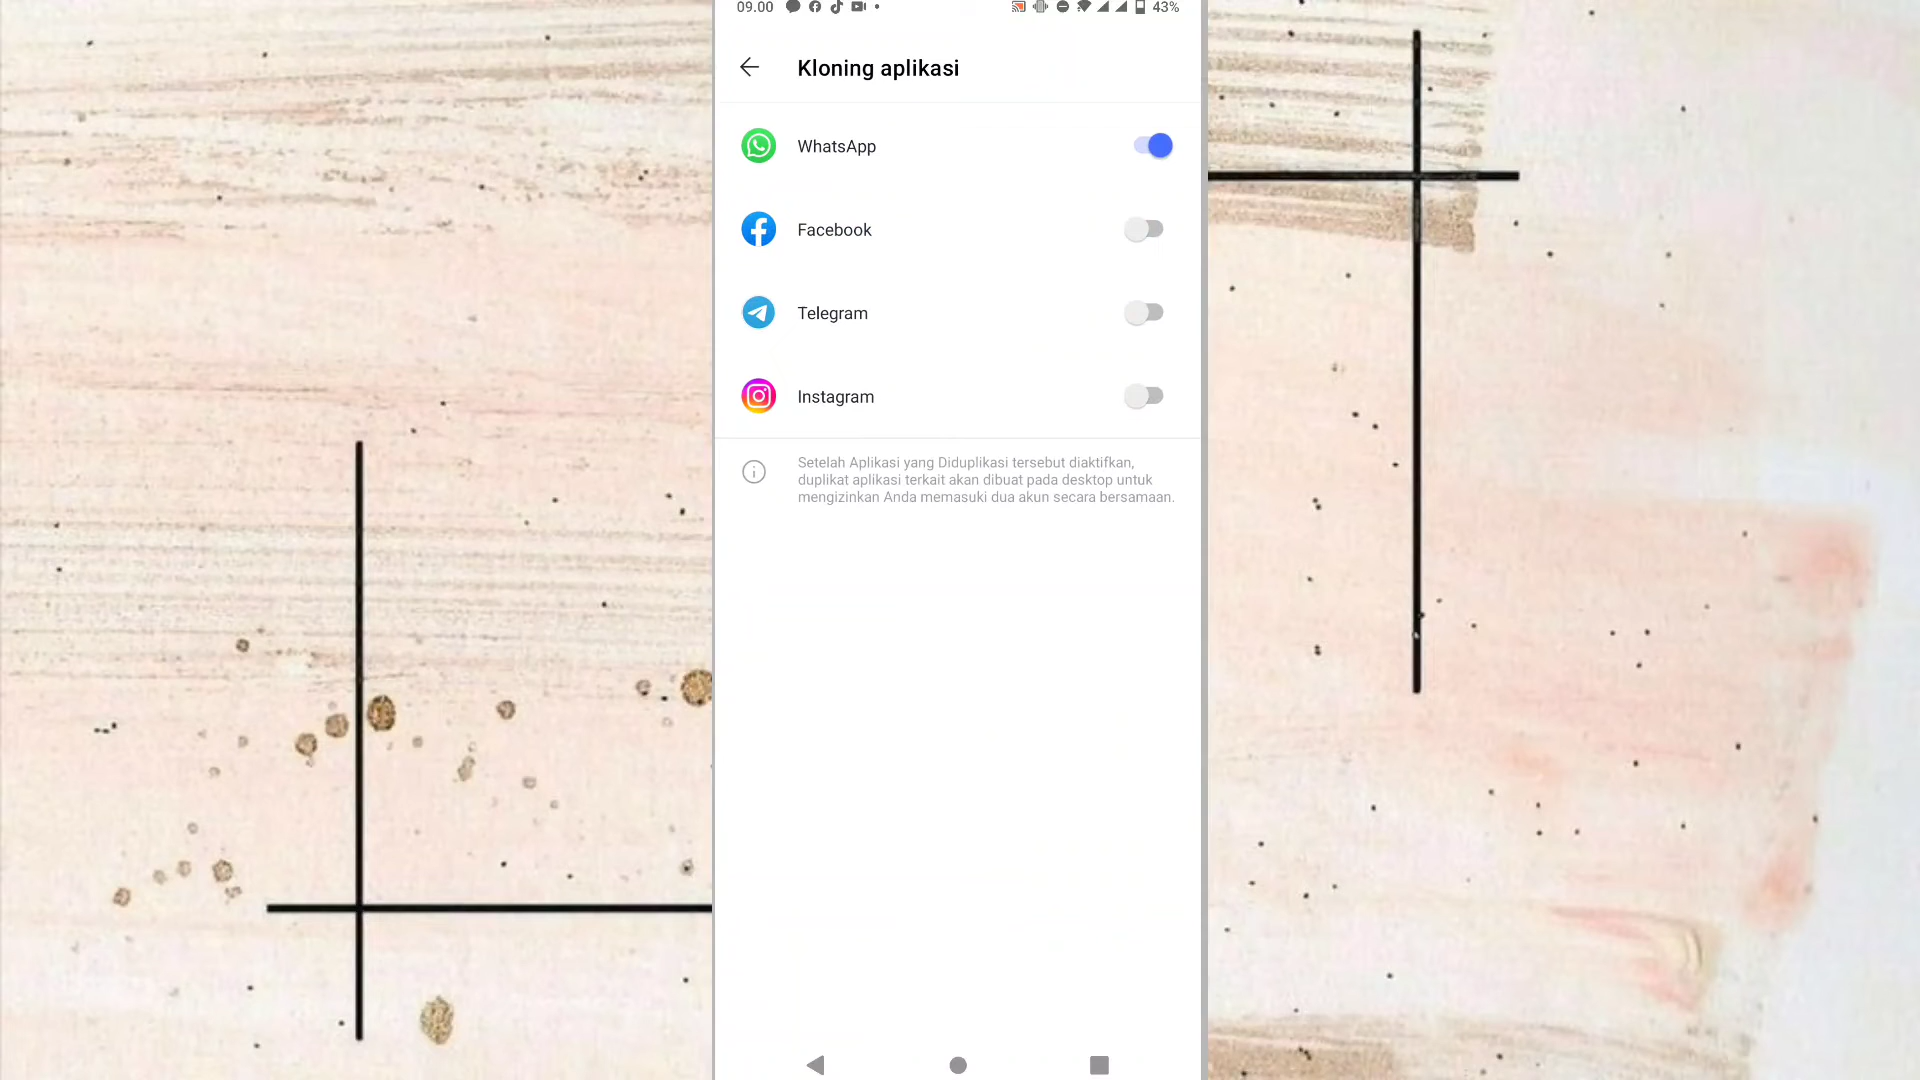 09.00
43%
Kloning aplikasi
WhatsApp
Facebook
Telegram
Instagram
Setelah Aplikasi yang Diduplikasi tersebut diaktifkan,
duplikat aplikasi terkait akan dibuat pada desktop untuk
mengizinkan Anda memasuki dua akun secara bersamaan.